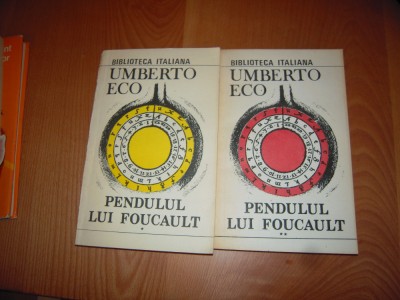 BIBLIOTECA ITALIANA
UMBERTO
ECO
PENDULUL
LUI FOUCAULT
*
BIBLIOTECA ITALIANA
UMBERTO
ECO
PENDULUL
LUI FOUCAULT
**